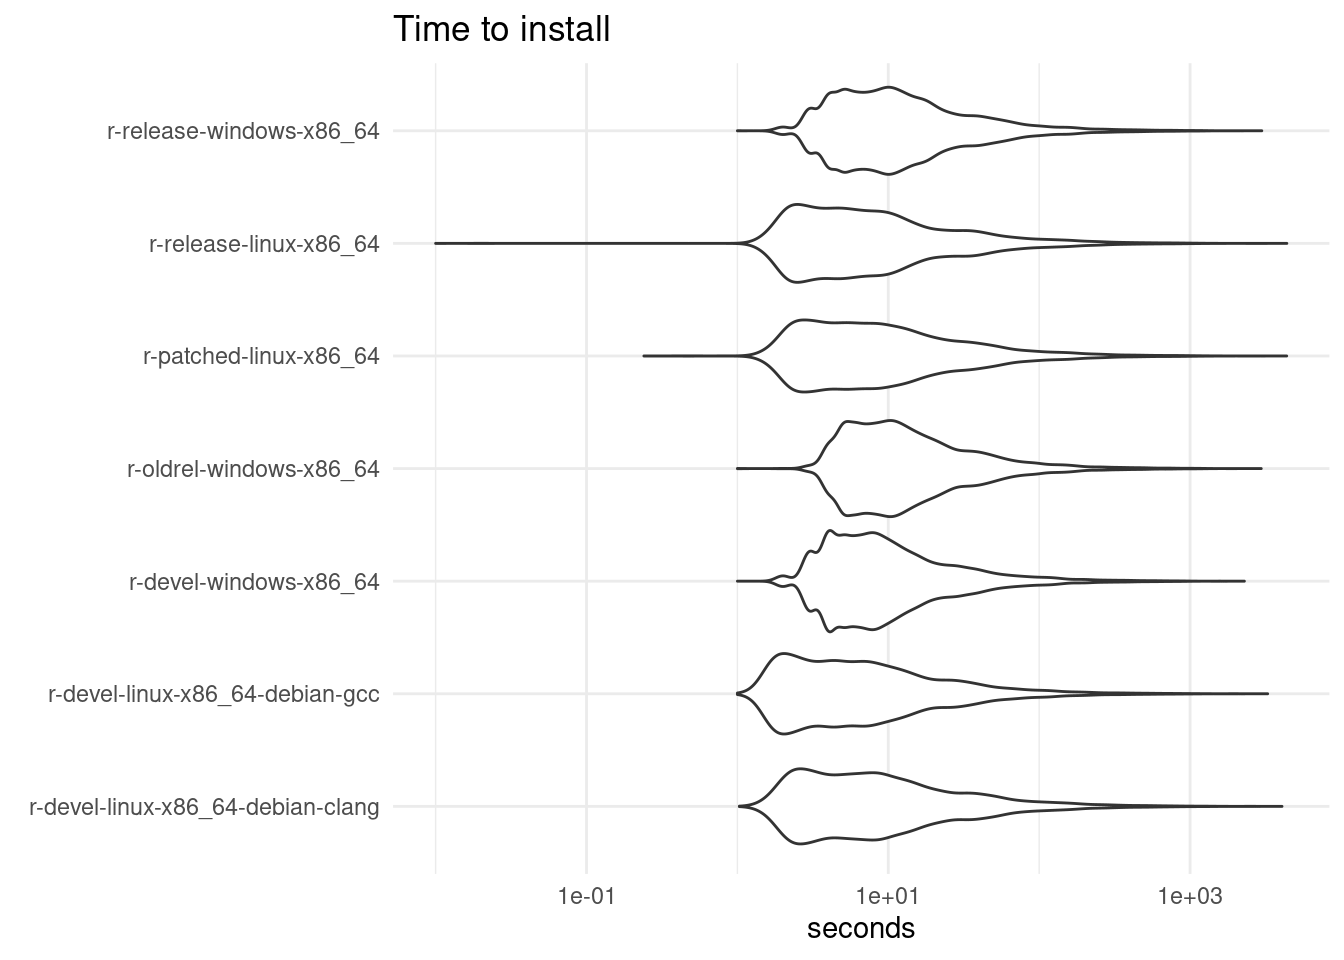 Time to install
r-release-windows-x86_64
r-release-linux-x86_64
r-patched-linux-x86_64
r-oldrel-windows-x86_64
r-devel-windows-x86_64
r-devel-linux-x86_64-debian-gcc
r-devel-linux-x86_64-debian-clang
1e-01 1e+01 1e+03
seconds